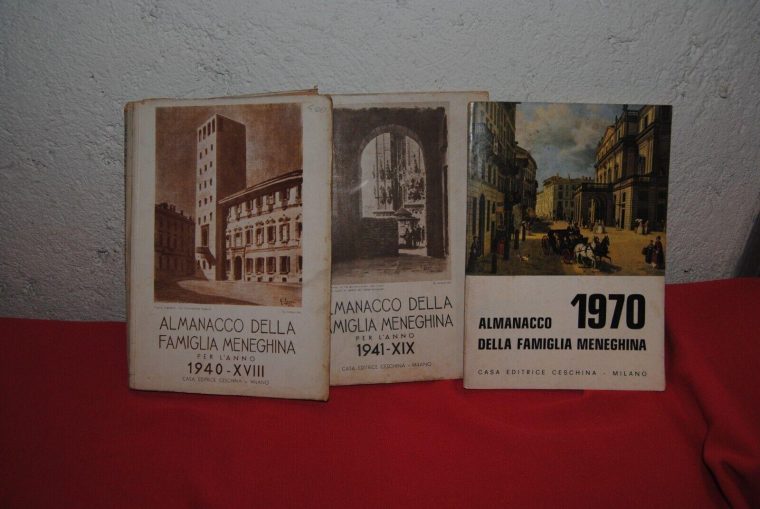 ALMANACCO DELLA
FAMIGLIA MENEGHINA
PER L'ANNO
1940-XVIII
CASA EDITRICE CESCHINA - MILANO
ALMANACCO DELLA
AMIGLIA MENEGHINA
PER L'ANNO
1941-XIX
CASA EDITRICE CESCHINA - MILANO
ALMANACCO 1970
DELLA FAMIGLIA MENEGHINA
CASA EDITRICE CESCHINA - MILANO